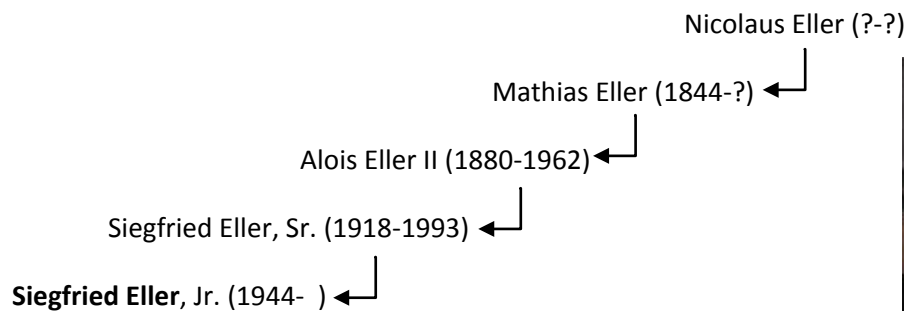 Nicolaus Eller (?-?)
Mathias Eller (1844-?)
Alois Eller II (1880-1962)
Siegfried Eller, Sr. (1918-1993)
Siegfried Eller, Jr. (1944-  )